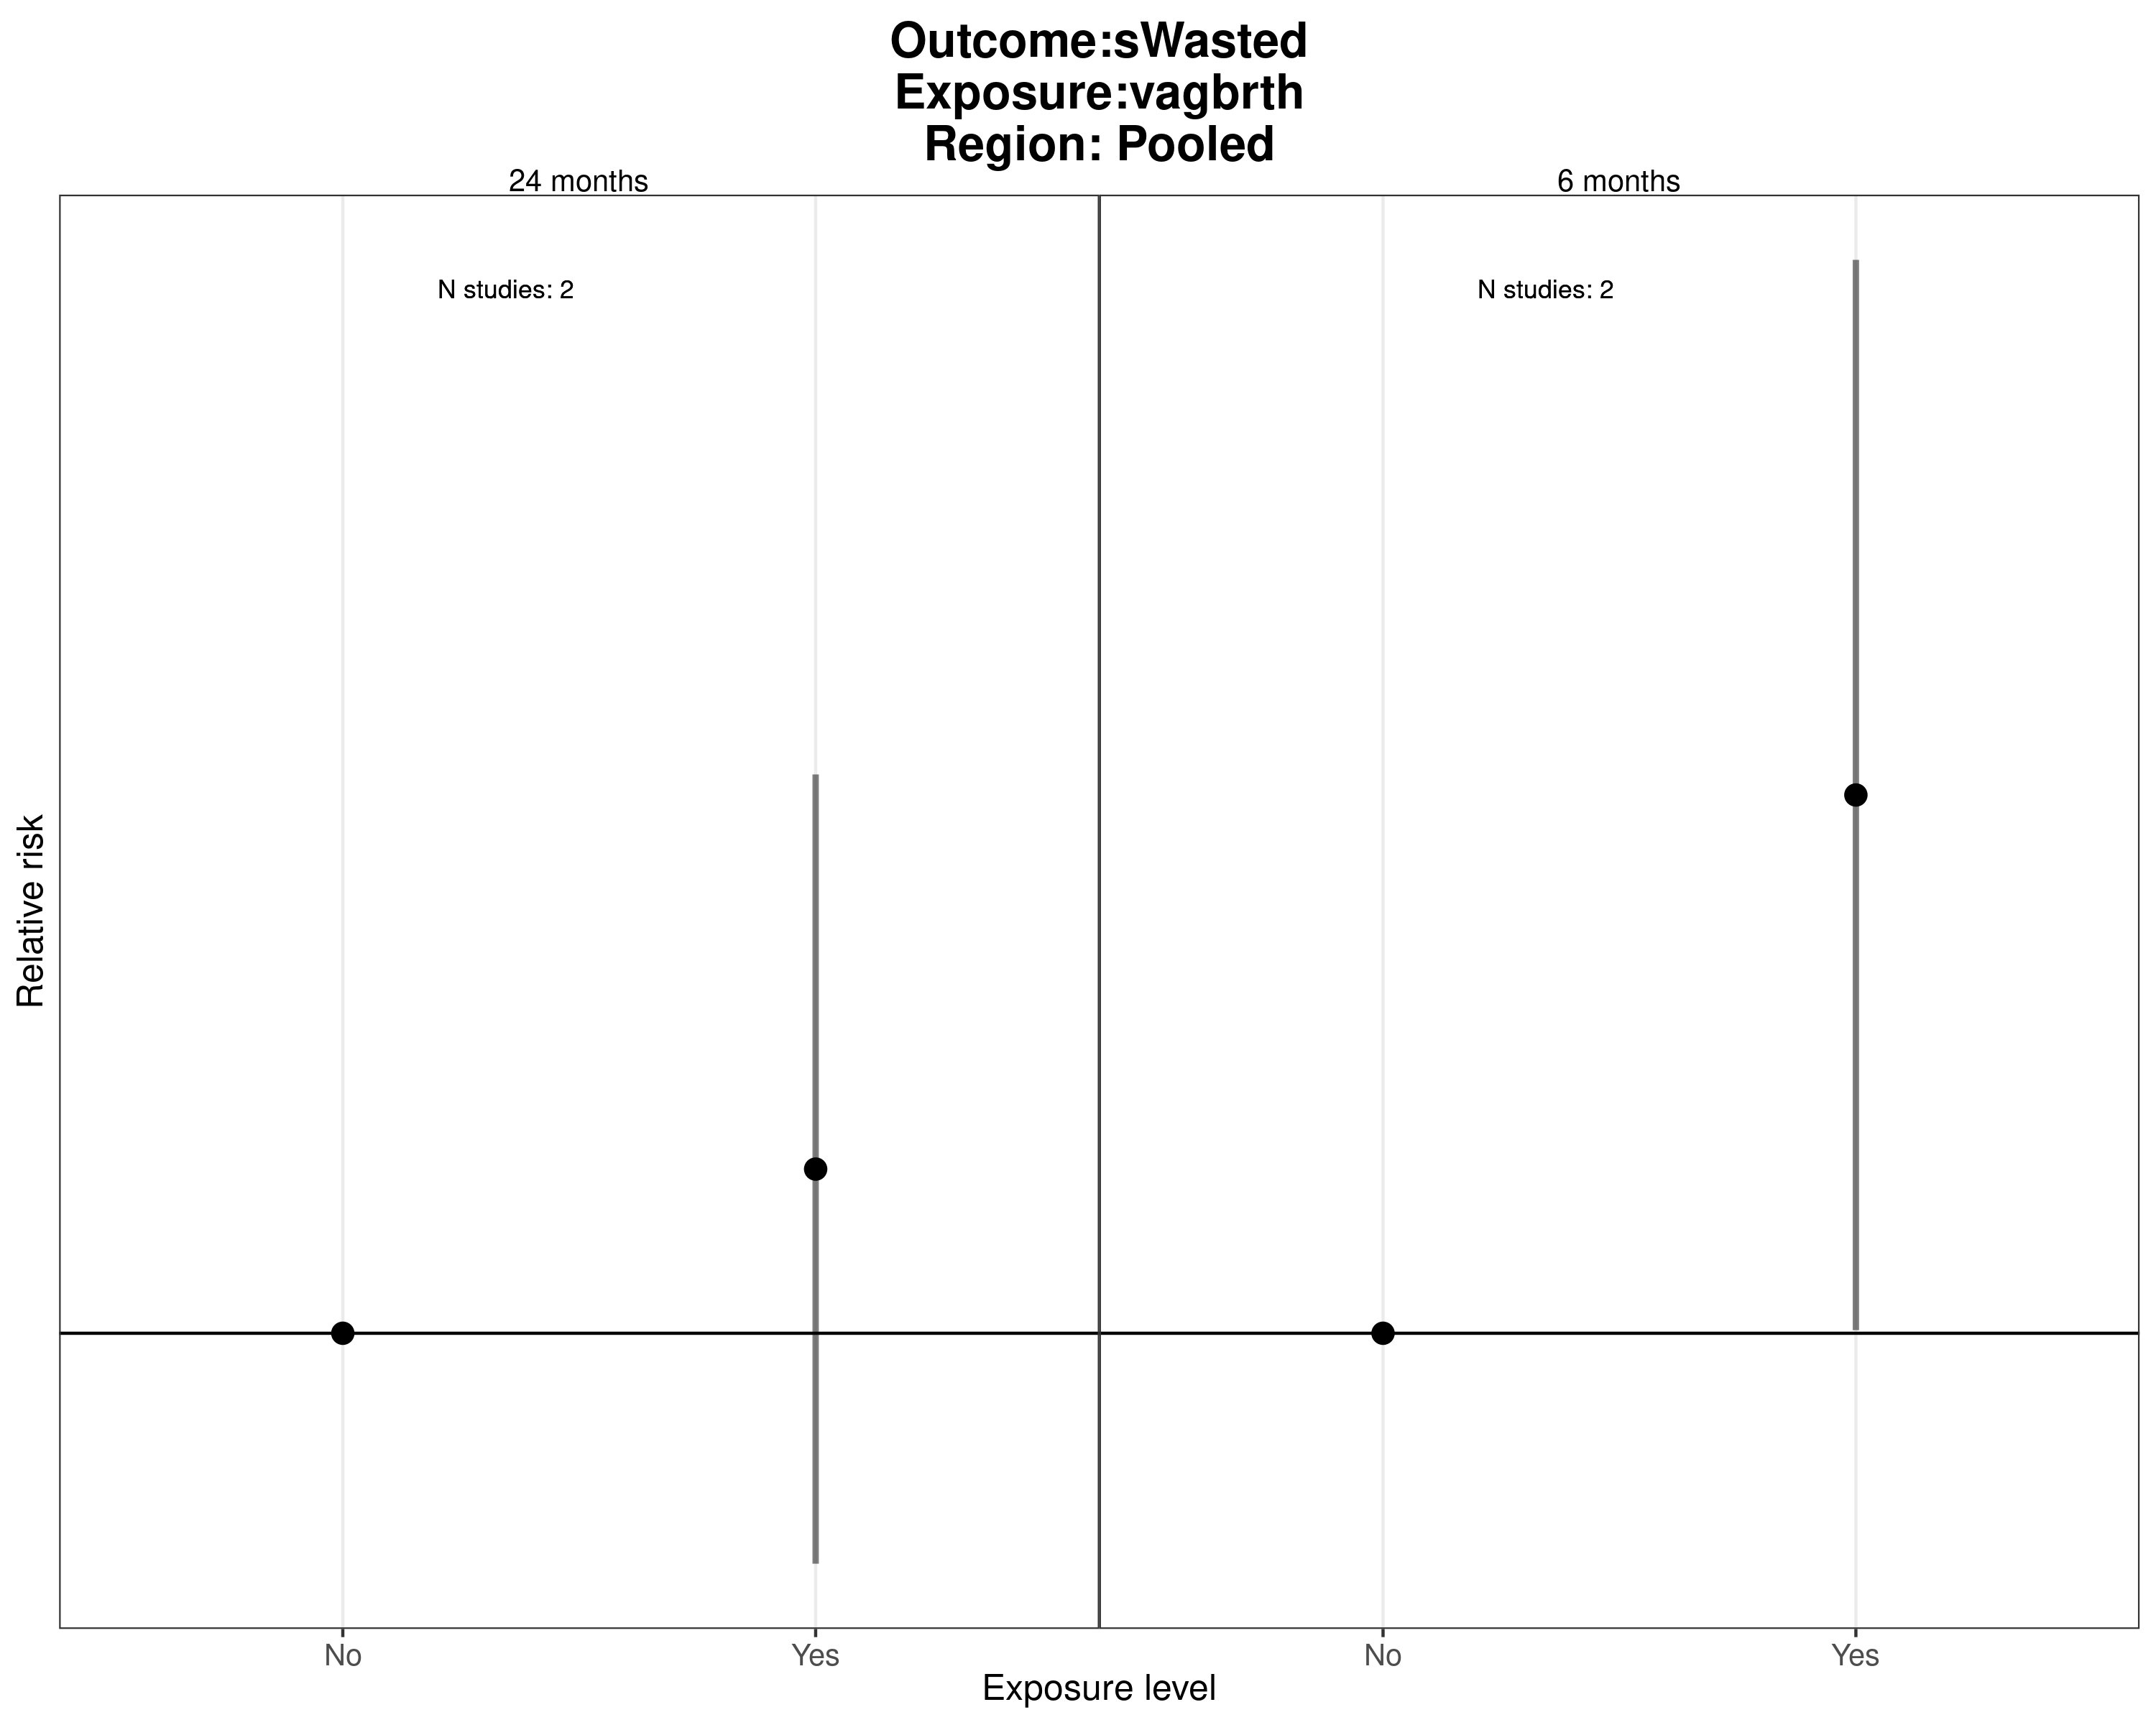 Outcome:sWasted
Exposure:vagbrth
Region: Pooled
24 months
6 months
N studies: 2
N studies: 2
Relative risk
No
Yes
No
Yes
Exposure level